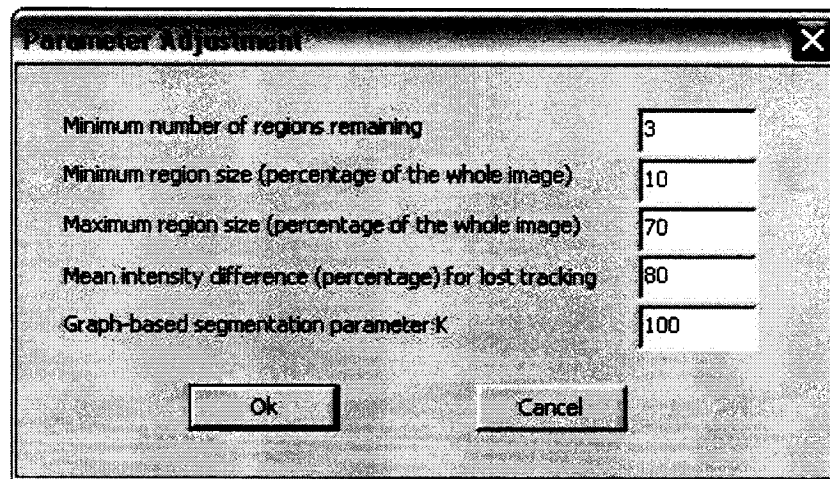 Parameter Adjustment
Minimum number of regions remaining 3
Minimum region size (percentage of the whole image) 10
Maximum region size (percentage of the whole image) 70
Mean intensity difference (percentage) for lost tracking 80
Graph-based segmentation parameter K 100
Ok Cancel